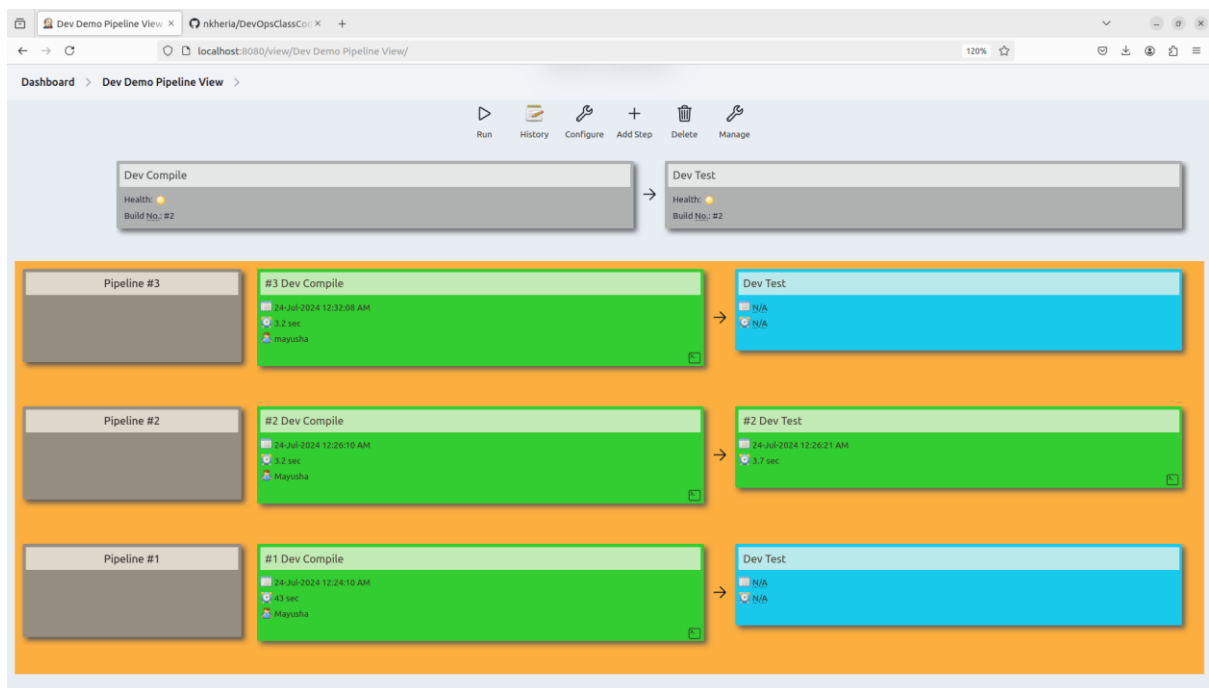 Dev Demo Pipeline View
nkheria/DevOpsClassCod
localhost:8080/view/Dev Demo Pipeline View/
120%
Dashboard > Dev Demo Pipeline View >
Run
History
Configure
Add Step
Delete
Manage
Dev Compile
Health:
Build No.: #2
Dev Test
Health:
Build No.: #2
Pipeline #3
#3 Dev Compile
24-Jul-2024 12:32:08 AM
3.2 sec
mayusha
Dev Test
N/A
N/A
Pipeline #2
#2 Dev Compile
24-Jul-2024 12:26:10 AM
3.2 sec
Mayusha
#2 Dev Test
24-Jul-2024 12:26:21 AM
3.7 sec
Pipeline #1
#1 Dev Compile
24-Jul-2024 12:24:10 AM
43 sec
Mayusha
Dev Test
N/A
N/A